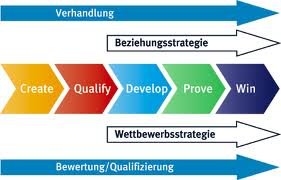 Verhandlung
Beziehungsstrategie
Create Qualify Develop Prove Win
Wettbewerbsstrategie
Bewertung/Qualifizierung